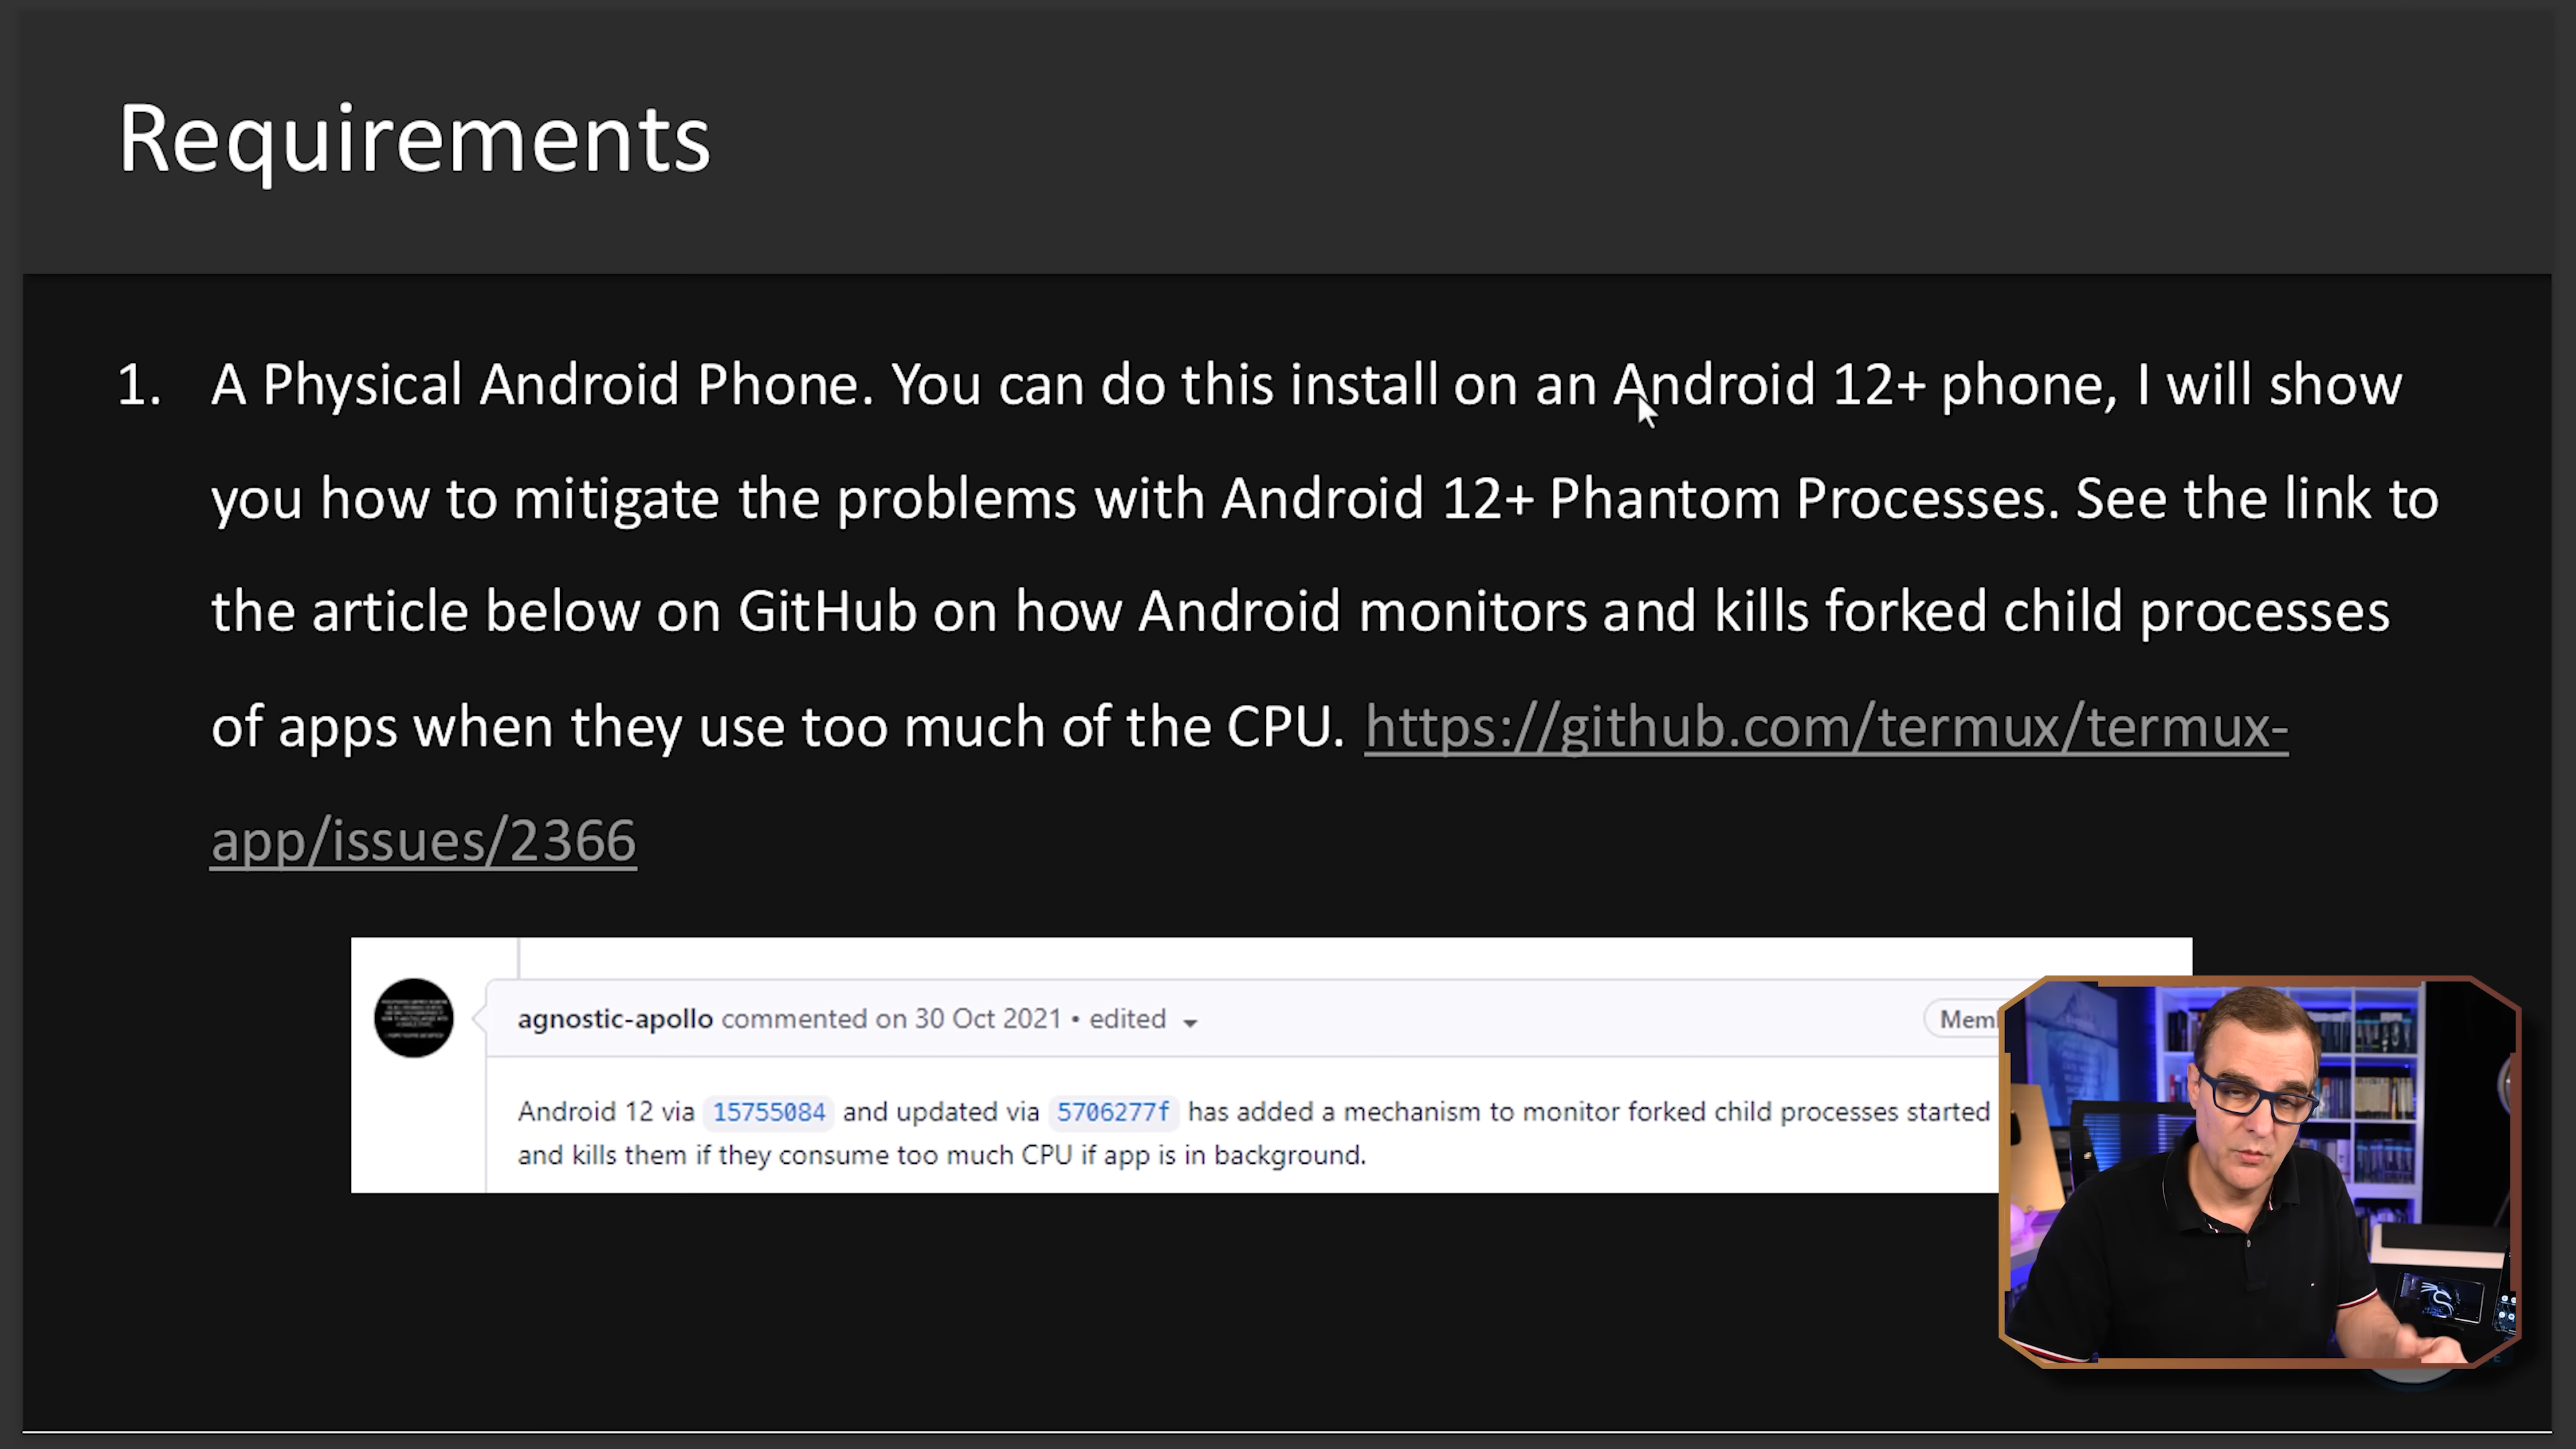 Requirements
1. A Physical Android Phone. You can do this install on an Android 12+ phone, I will show
you how to mitigate the problems with Android 12+ Phantom Processes. See the link to
the article below on GitHub on how Android monitors and kills forked child processes
of apps when they use too much of the CPU. https://github.com/termux/termux-
app/issues/2366
agnostic-apollo commented on 30 Oct 2021 • edited
Android 12 via 15755084 and updated via 5706277f has added a mechanism to monitor forked child processes started
and kills them if they consume too much CPU if app is in background.